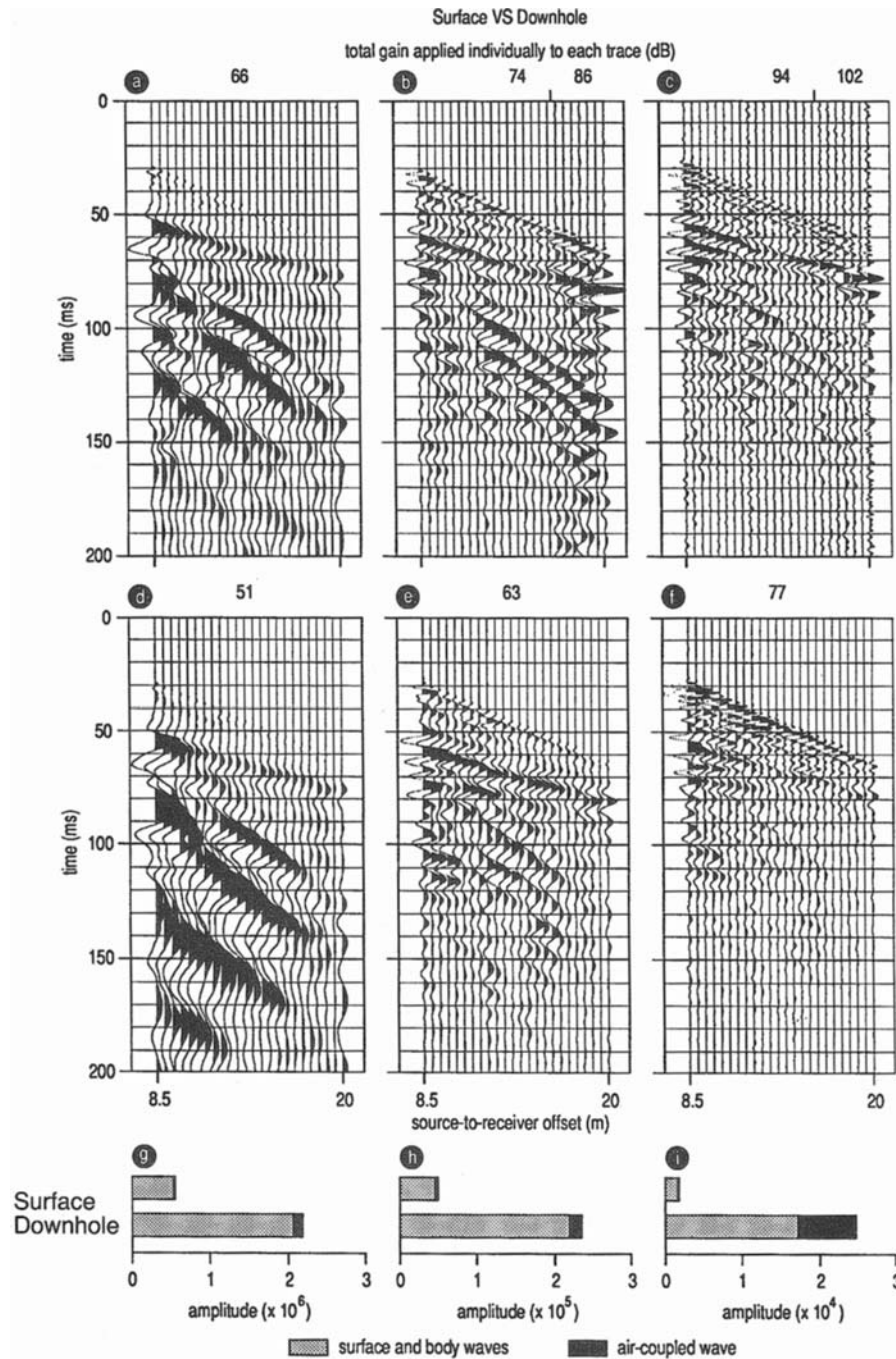 Surface VS Downhole
total gain applied individually to each trace (dB)
a 66 b 74 86 c 94 102
0
50
time (ms)
100
150
200
d 51 e 63 f 77
0
50
time (ms)
100
150
200
8.5 20 8.5 20 8.5 20
source-to-receiver offset (m)
g h i
Surface
Downhole
0 1 2 3 0 1 2 3 0 1 2 3
amplitude (x 10⁶) amplitude (x 10⁵) amplitude (x 10⁴)
surface and body waves air-coupled wave